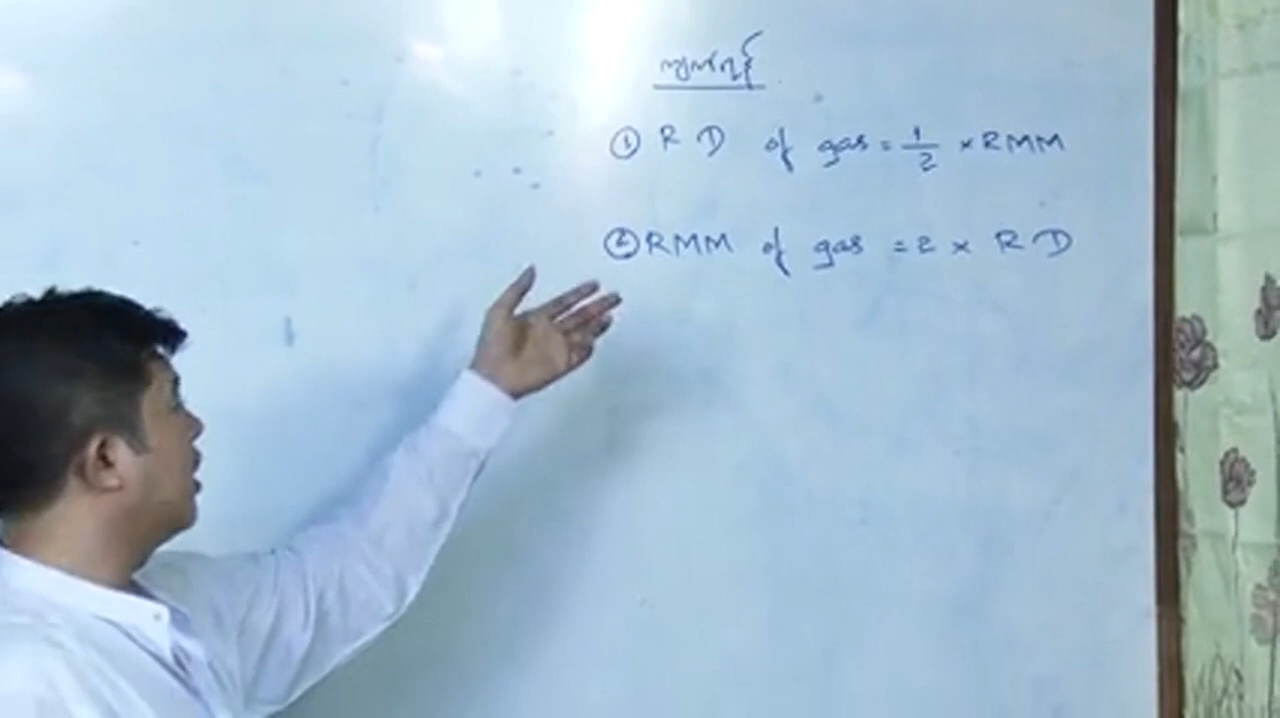 ကျက်ရန်
① R D of gas = 1/2 × RMM
② RMM of gas = 2 × R D